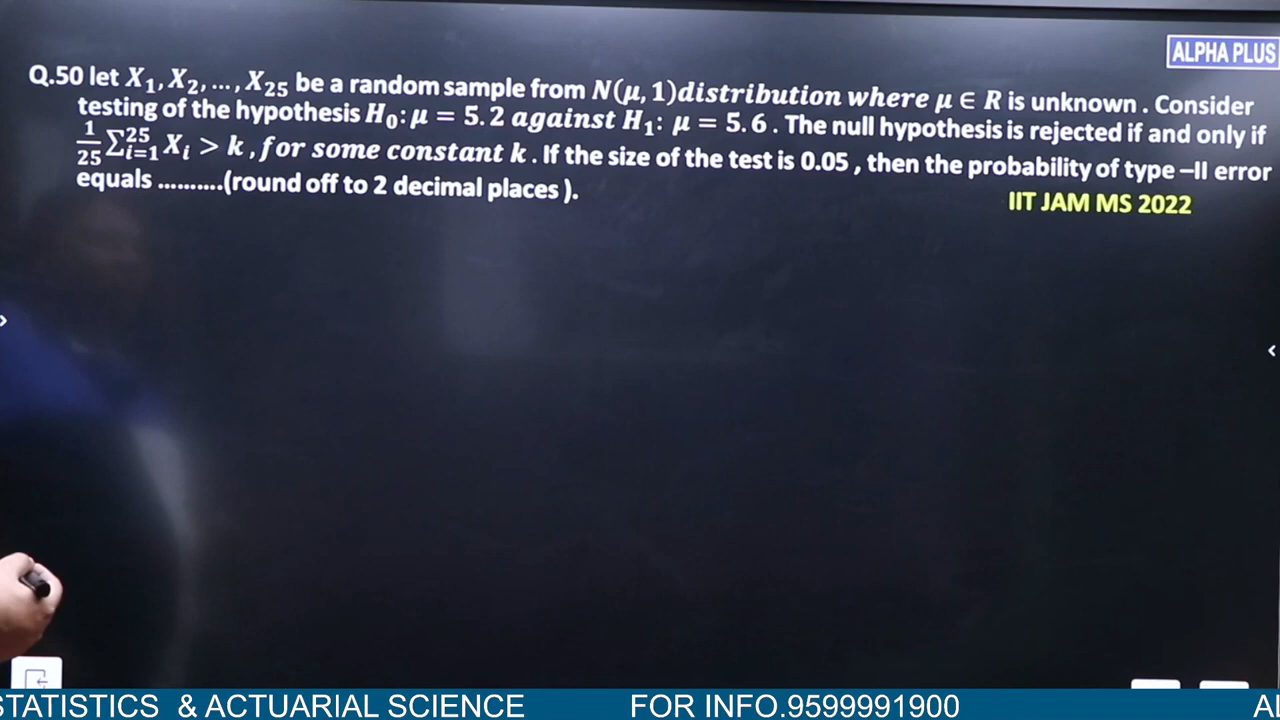 ALPHA PLUS
Q.50 let X₁, X₂, ..., X₂₅ be a random sample from N(μ, 1)distribution where μ ∈ R is unknown . Consider
testing of the hypothesis H₀: μ = 5.2 against H₁: μ = 5.6 . The null hypothesis is rejected if and only if
1/25 ∑²⁵ᵢ₌₁ Xᵢ > k , for some constant k . If the size of the test is 0.05 , then the probability of type –II error
equals ..........(round off to 2 decimal places ).
IIT JAM MS 2022
STATISTICS & ACTUARIAL SCIENCE FOR INFO.9599991900